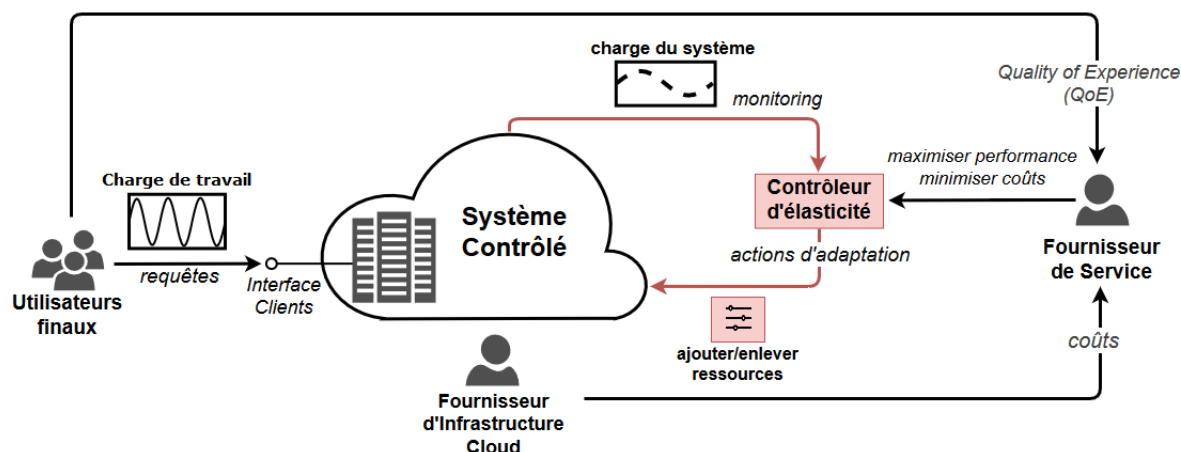 charge du système
monitoring
Quality of Experience
(QoE)
Charge de travail
maximiser performance
minimiser coûts
Contrôleur
d'élasticité
Système
Contrôlé
requêtes
Interface
Clients
actions d'adaptation
Fournisseur
de Service
Utilisateurs
finaux
ajouter/enlever
ressources
coûts
Fournisseur
d'Infrastructure
Cloud